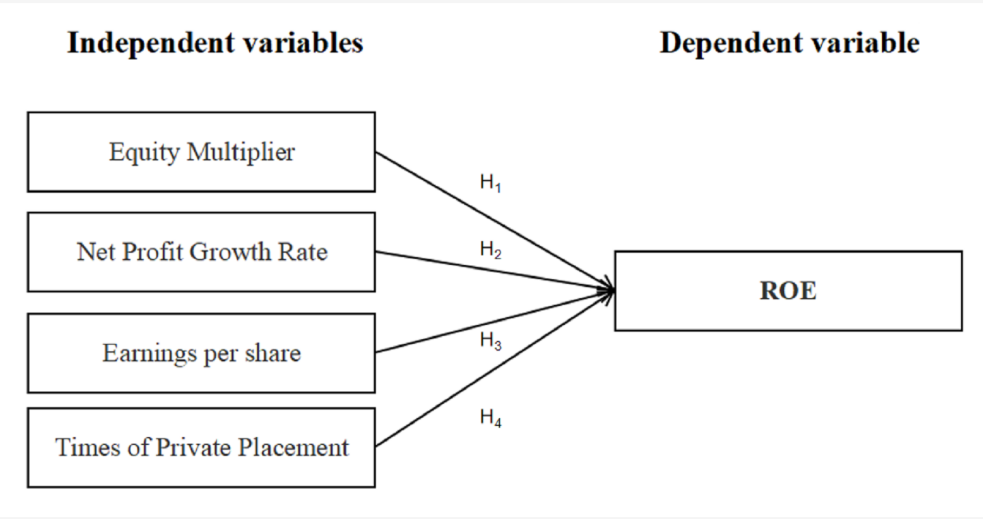 Independent variables
Dependent variable
Equity Multiplier
H1
Net Profit Growth Rate
H2
ROE
Earnings per share
H3
Times of Private Placement
H4